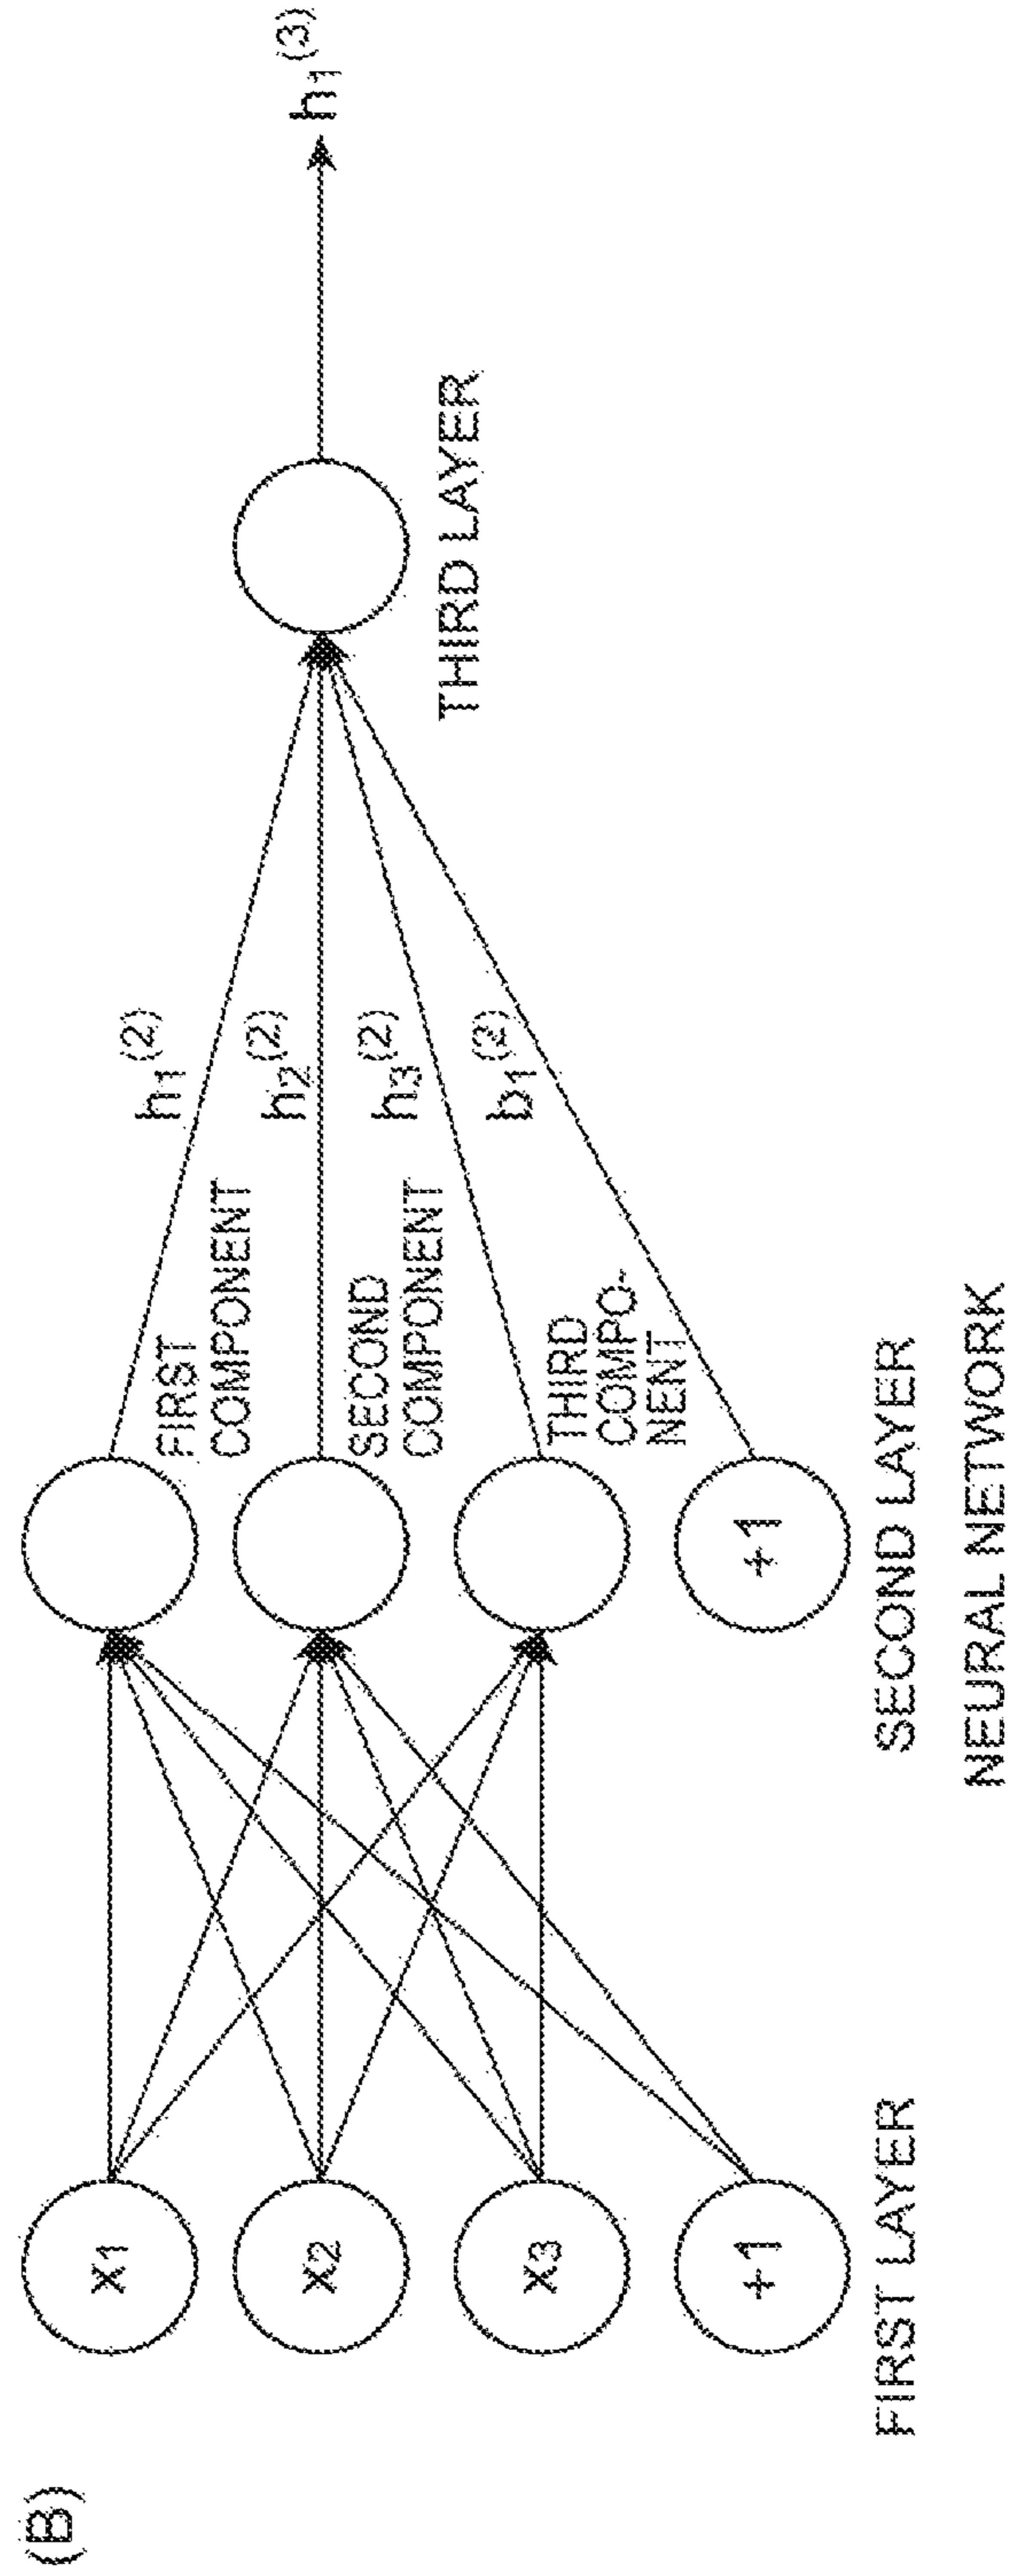 (B)
x1
x2
x3
+1
FIRST LAYER
FIRST
COMPONENT
SECOND
COMPONENT
THIRD
COMPO-
NENT
+1
SECOND LAYER
h1(2)
h2(2)
h3(2)
b1(2)
THIRD LAYER
h1(3)
NEURAL NETWORK